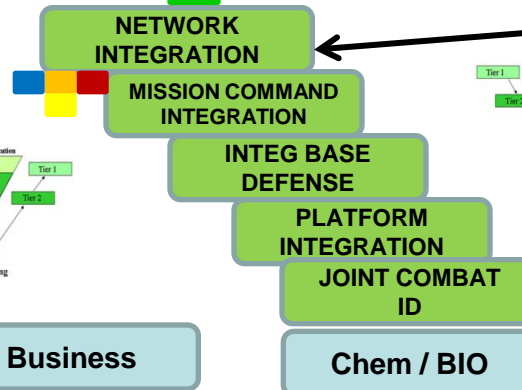 NETWORK
INTEGRATION
MISSION COMMAND
INTEGRATION
INTEG BASE
DEFENSE
PLATFORM
INTEGRATION
JOINT COMBAT
ID
Tier 1
Tier 1
Tier 2
Business
Chem / BIO